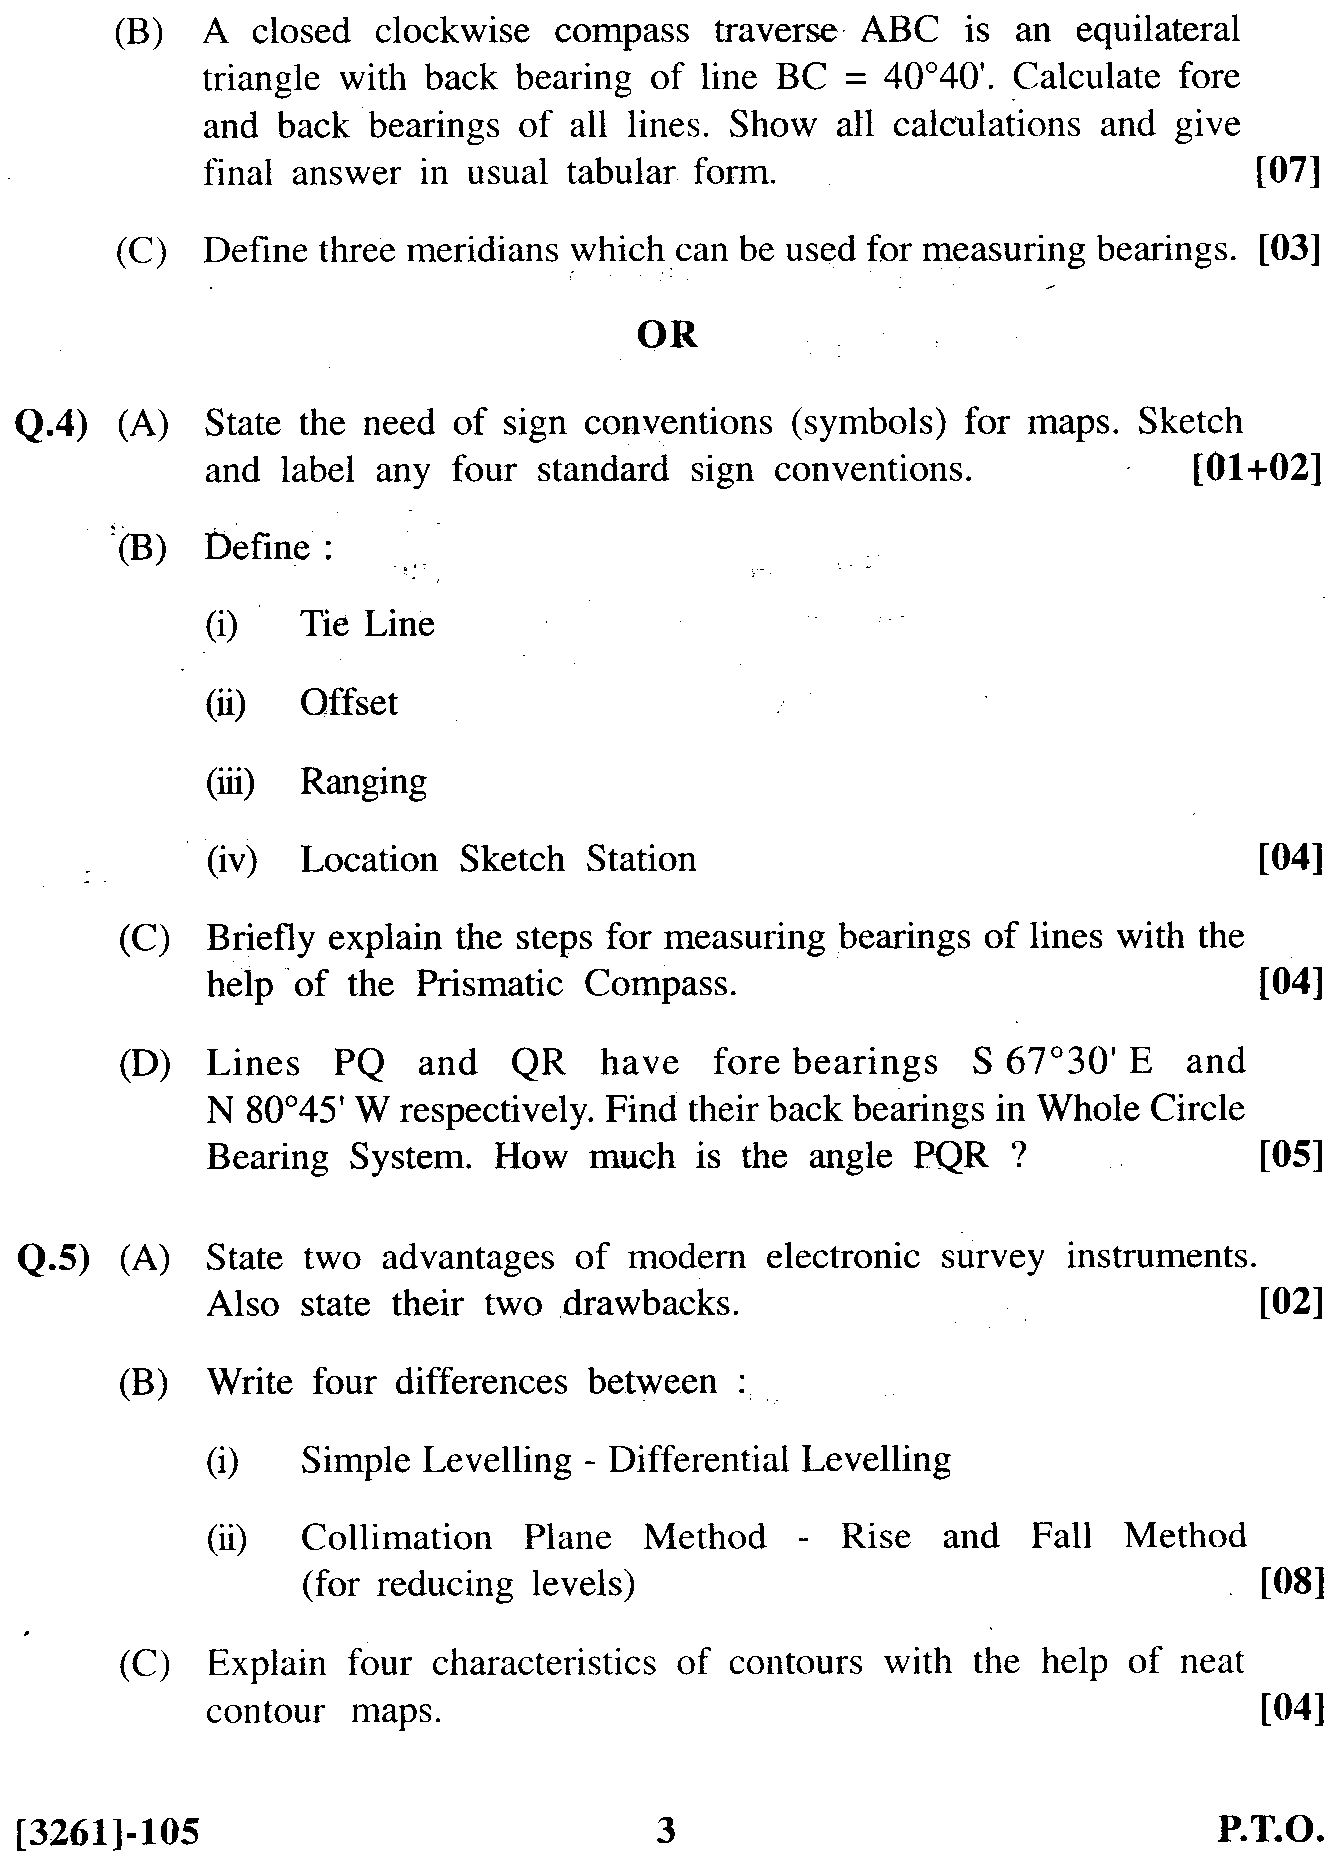 (B) A closed clockwise compass traverse ABC is an equilateral
triangle with back bearing of line BC = 40°40'. Calculate fore
and back bearings of all lines. Show all calculations and give
final answer in usual tabular form. [07]
(C) Define three meridians which can be used for measuring bearings. [03]
OR
Q.4) (A) State the need of sign conventions (symbols) for maps. Sketch
and label any four standard sign conventions. [01+02]
(B) Define :
(i) Tie Line
(ii) Offset
(iii) Ranging
(iv) Location Sketch Station [04]
(C) Briefly explain the steps for measuring bearings of lines with the
help of the Prismatic Compass. [04]
(D) Lines PQ and QR have fore bearings S 67°30' E and
N 80°45' W respectively. Find their back bearings in Whole Circle
Bearing System. How much is the angle PQR ? [05]
Q.5) (A) State two advantages of modern electronic survey instruments.
Also state their two drawbacks. [02]
(B) Write four differences between :
(i) Simple Levelling - Differential Levelling
(ii) Collimation Plane Method - Rise and Fall Method
(for reducing levels) [08]
(C) Explain four characteristics of contours with the help of neat
contour maps. [04]
[3261]-105 3 P.T.O.